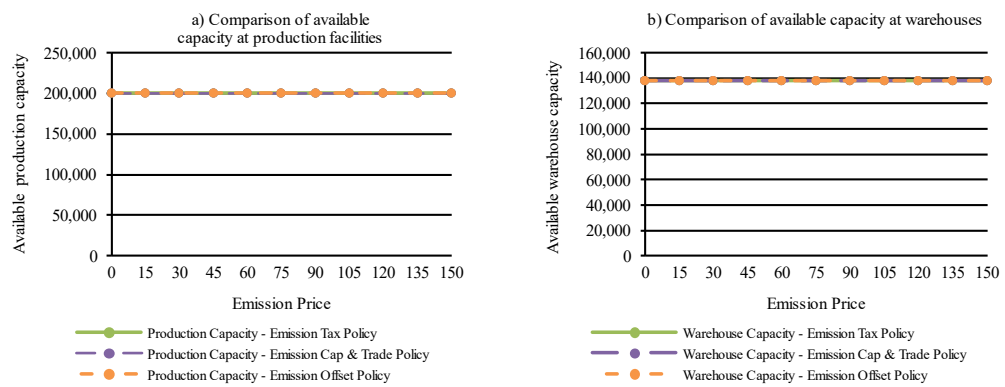 a) Comparison of available
capacity at production facilities
250,000
200,000
150,000
100,000
50,000
0
0 15 30 45 60 75 90 105 120 135 150
Available production capacity
Emission Price
Production Capacity - Emission Tax Policy
Production Capacity - Emission Cap & Trade Policy
Production Capacity - Emission Offset Policy
b) Comparison of available capacity at warehouses
160,000
140,000
120,000
100,000
80,000
60,000
40,000
20,000
0
0 15 30 45 60 75 90 105 120 135 150
Available warehouse capacity
Emission Price
Warehouse Capacity - Emission Tax Policy
Warehouse Capacity - Emission Cap & Trade Policy
Warehouse Capacity - Emission Offset Policy